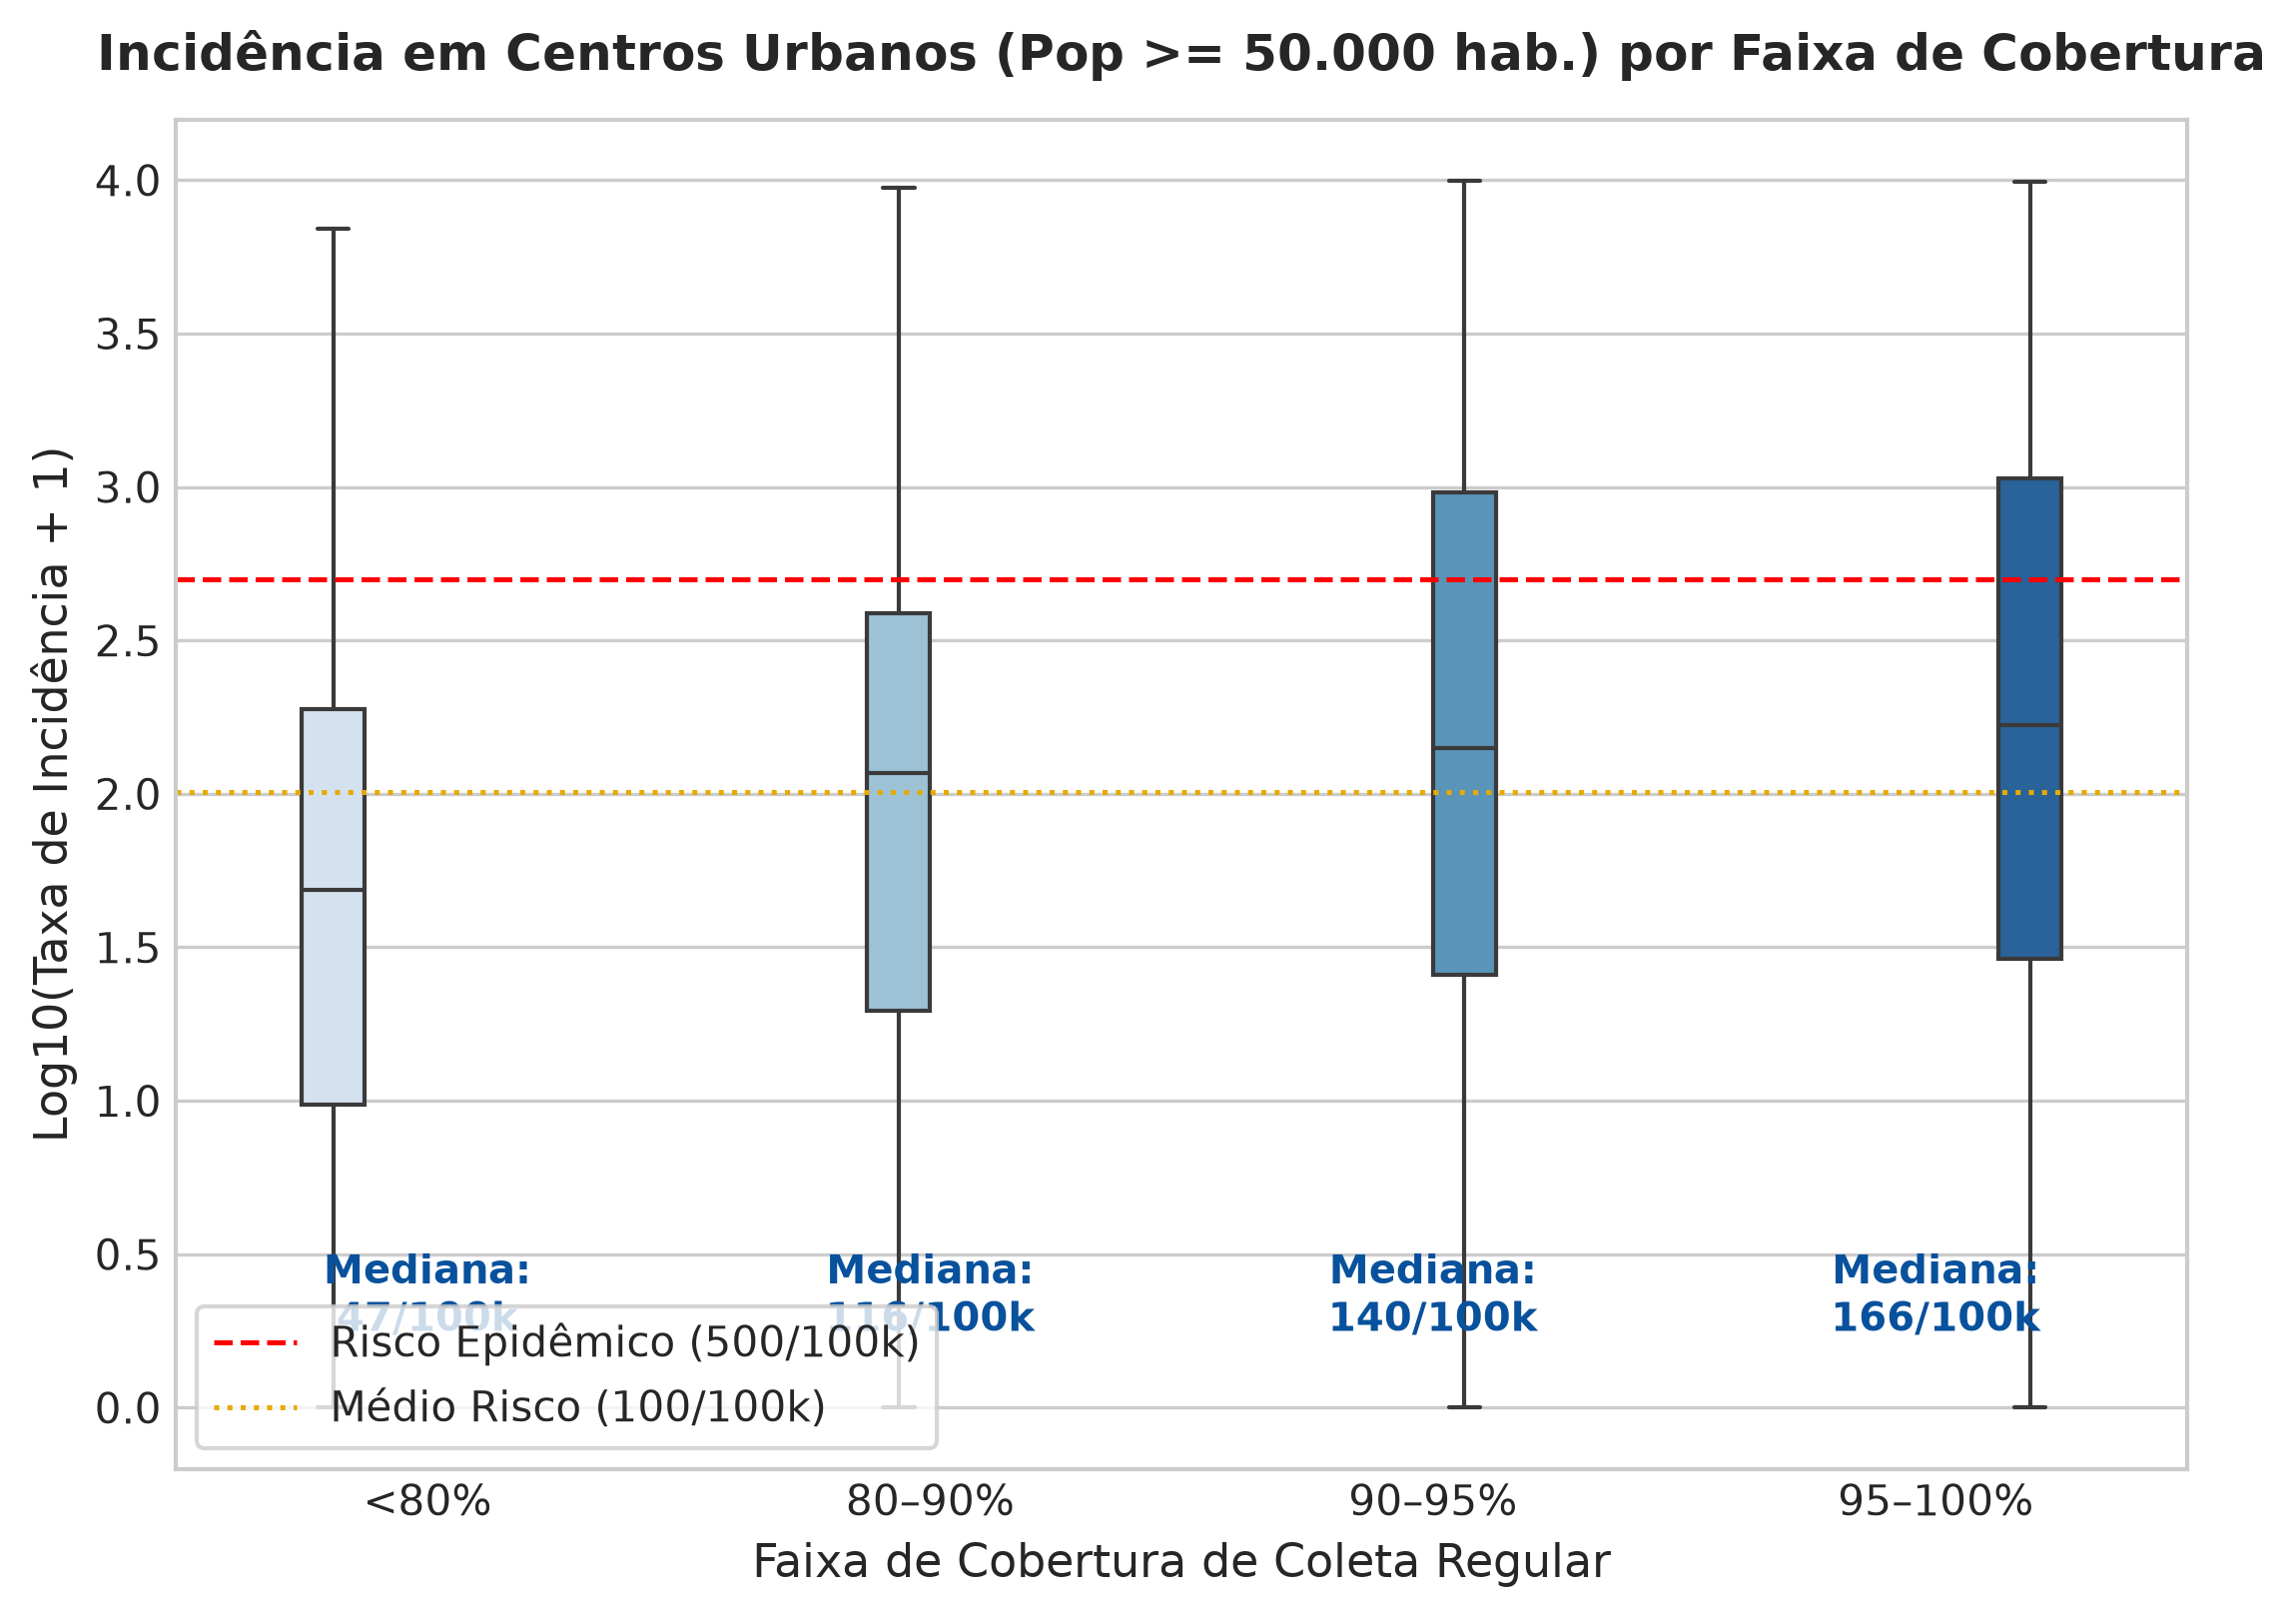 Incidência em Centros Urbanos (Pop >= 50.000 hab.) por Faixa de Cobertura
Log10(Taxa de Incidência + 1)
4.0
3.5
3.0
2.5
2.0
1.5
1.0
0.5
0.0
Mediana:
47/100k
Mediana:
116/100k
Mediana:
140/100k
Mediana:
166/100k
Risco Epidêmico (500/100k)
Médio Risco (100/100k)
<80%
80–90%
90–95%
95–100%
Faixa de Cobertura de Coleta Regular